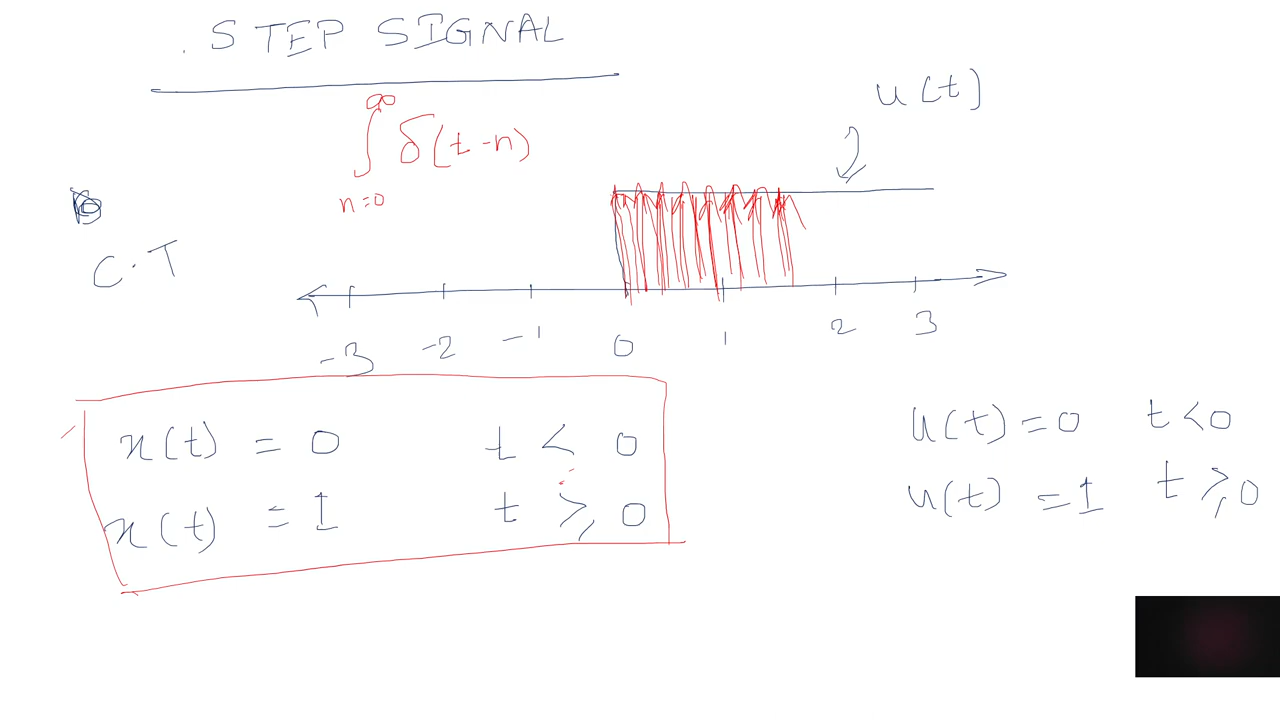 STEP SIGNAL
∞
∫ δ(t-n)
n=0
u(t)
C.T
-3 -2 -1 0 1 2 3
x(t) = 0 t < 0
x(t) = 1 t ≥ 0
u(t) = 0 t < 0
u(t) = 1 t ≥ 0